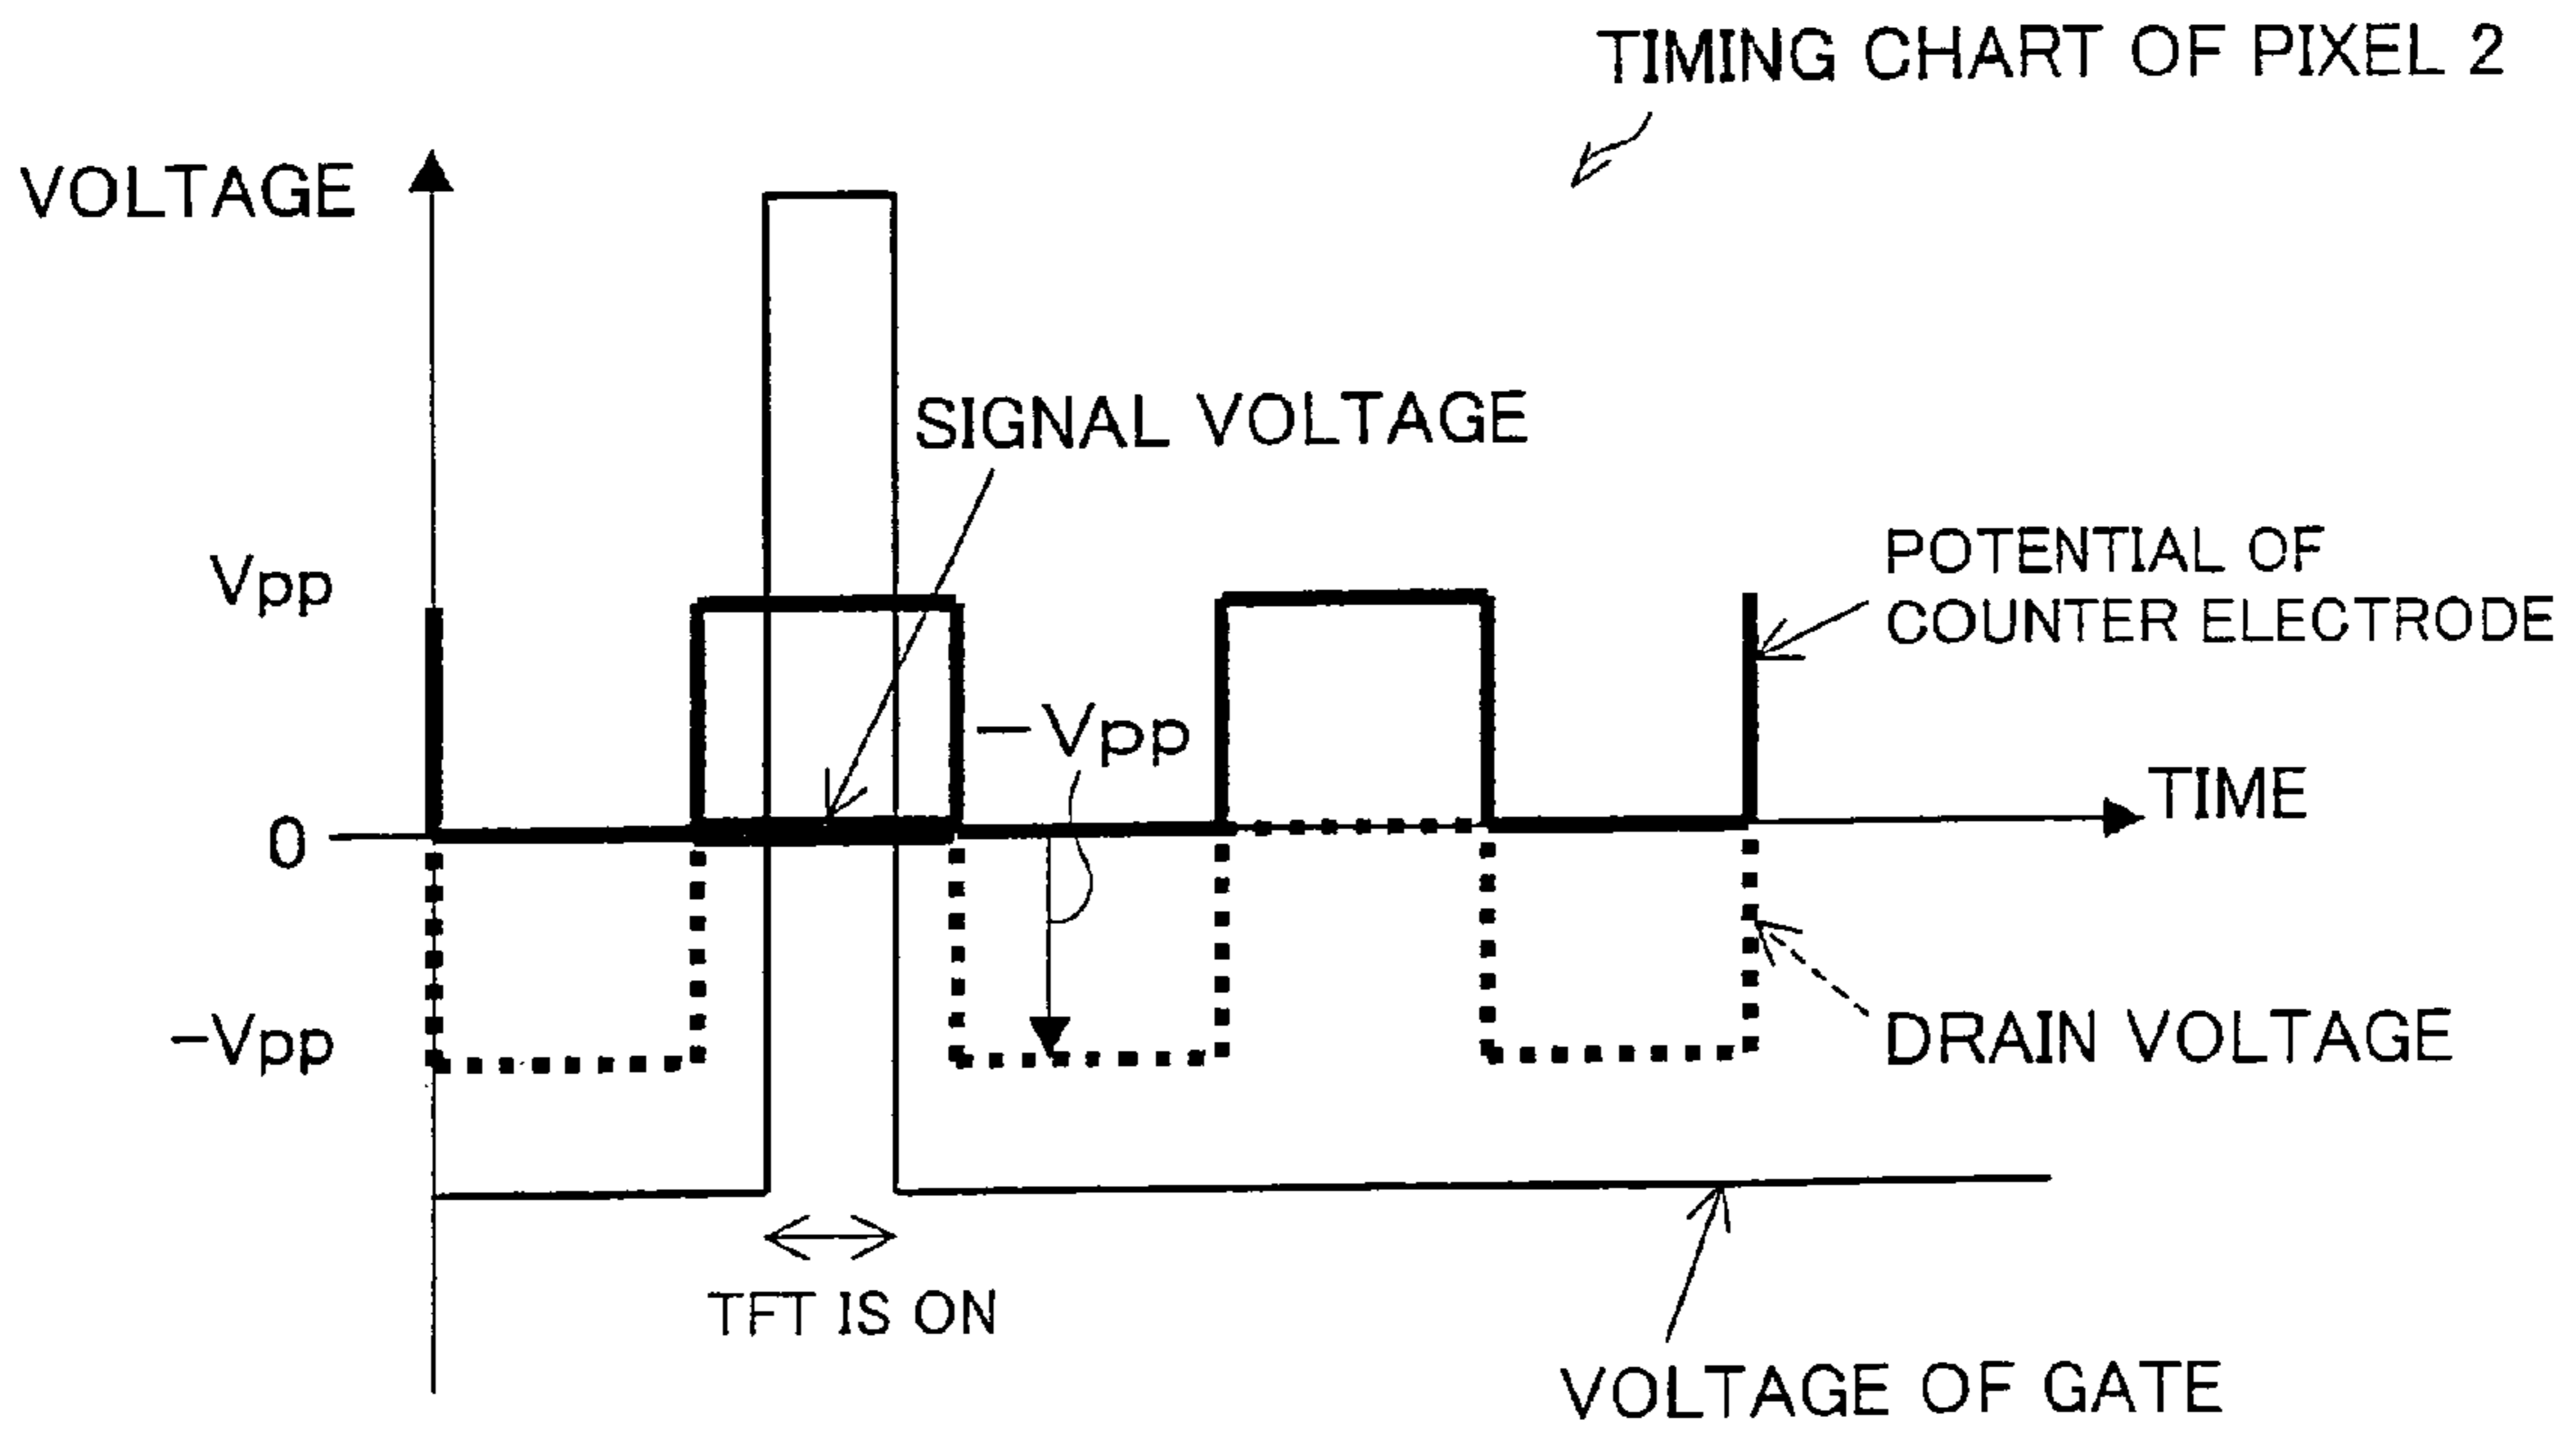 TIMING CHART OF PIXEL 2
VOLTAGE
SIGNAL VOLTAGE
Vpp
POTENTIAL OF
COUNTER ELECTRODE
−Vpp
TIME
0
−Vpp
DRAIN VOLTAGE
TFT IS ON
VOLTAGE OF GATE